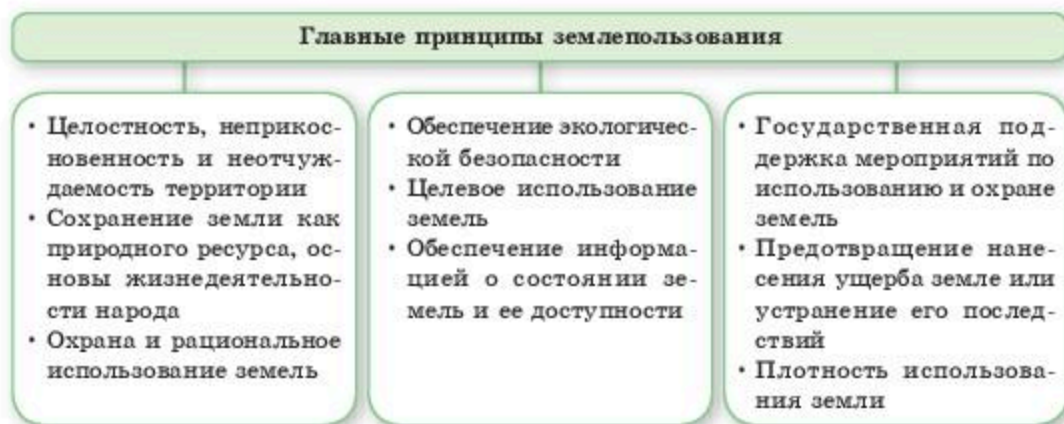 Главные принципы землепользования
• Целостность, неприкос-
новенность и неотчуж-
даемость территории
• Сохранение земли как
природного ресурса, ос-
новы жизнедеятельно-
сти народа
• Охрана и рациональное
использование земель
• Обеспечение экологичес-
кой безопасности
• Целевое использование
земель
• Обеспечение информа-
цией о состоянии зе-
мель и ее доступности
• Государственная под-
держка мероприятий по
использованию и охране
земель
• Предотвращение нане-
сения ущерба земле или
устранение его послед-
ствий
• Плотность использова-
ния земли